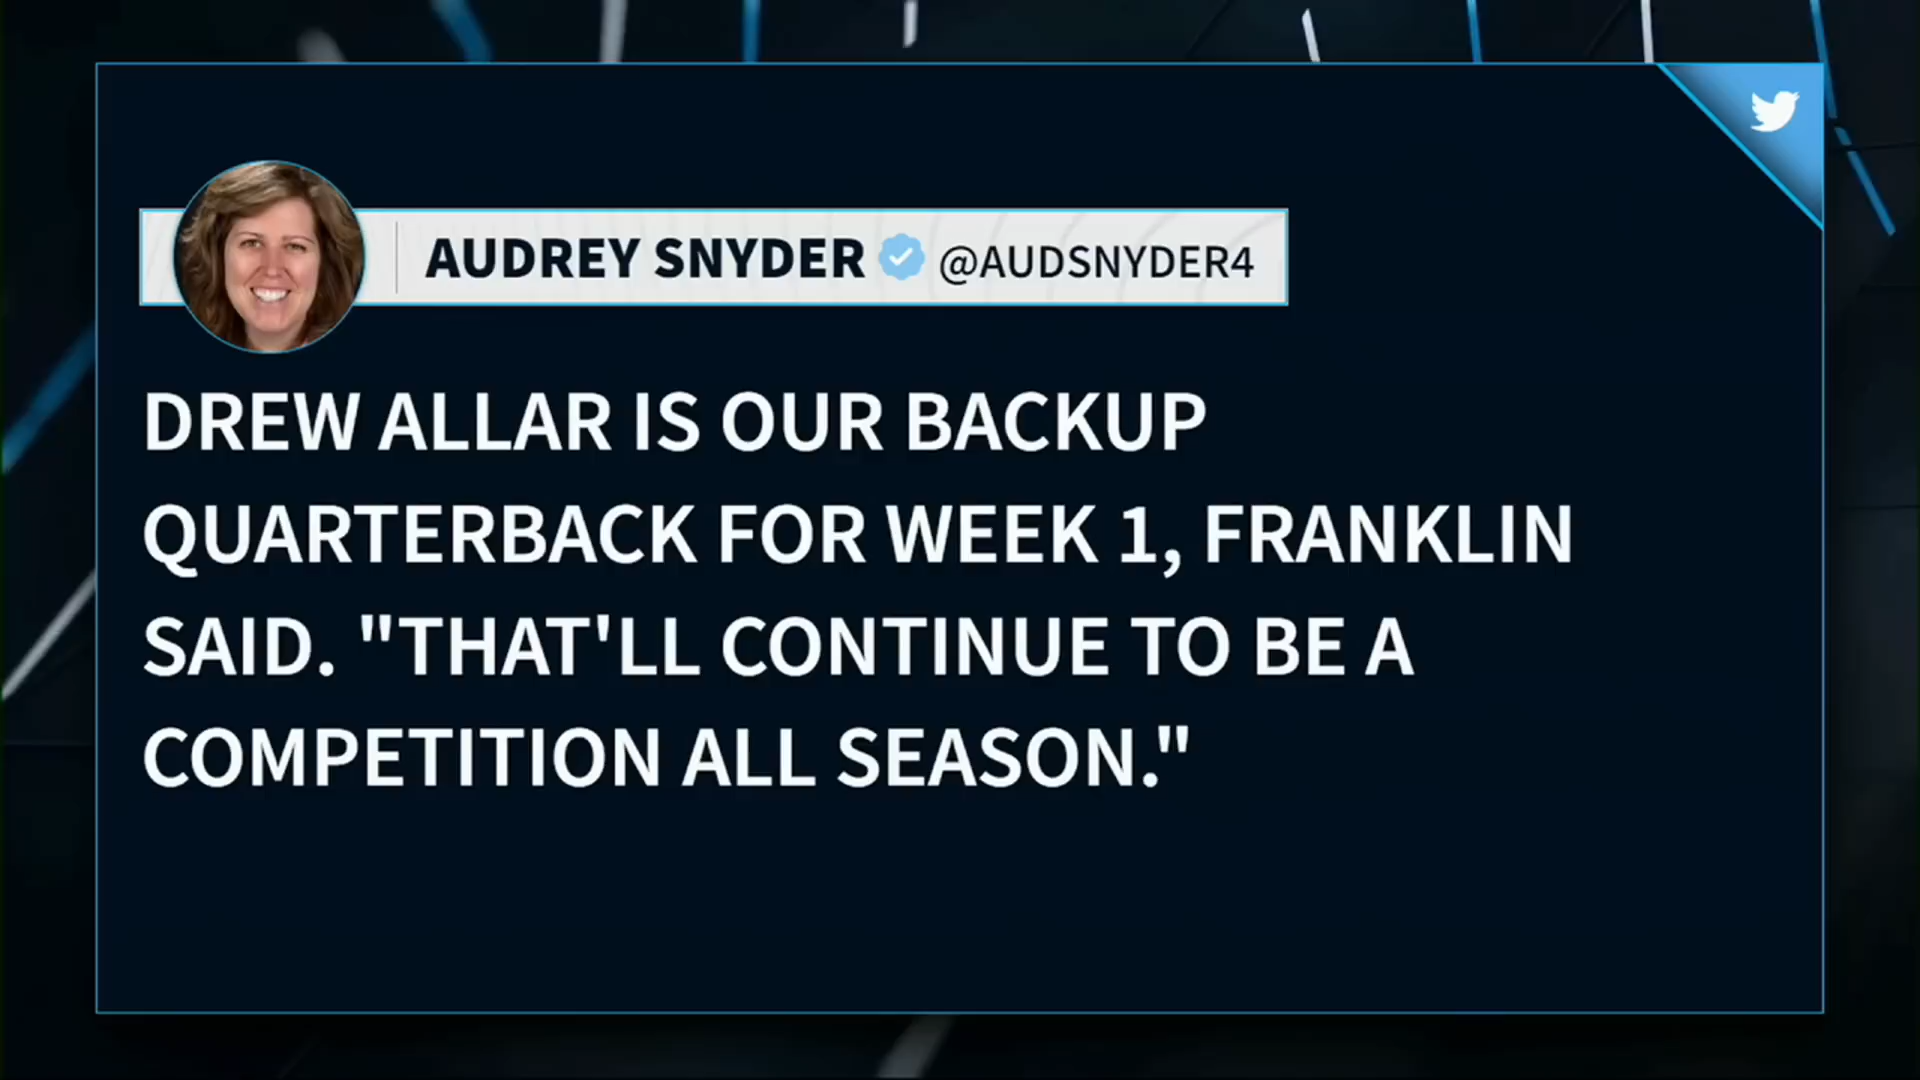 AUDREY SNYDER @AUDSNYDER4
DREW ALLAR IS OUR BACKUP
QUARTERBACK FOR WEEK 1, FRANKLIN
SAID. "THAT'LL CONTINUE TO BE A
COMPETITION ALL SEASON."